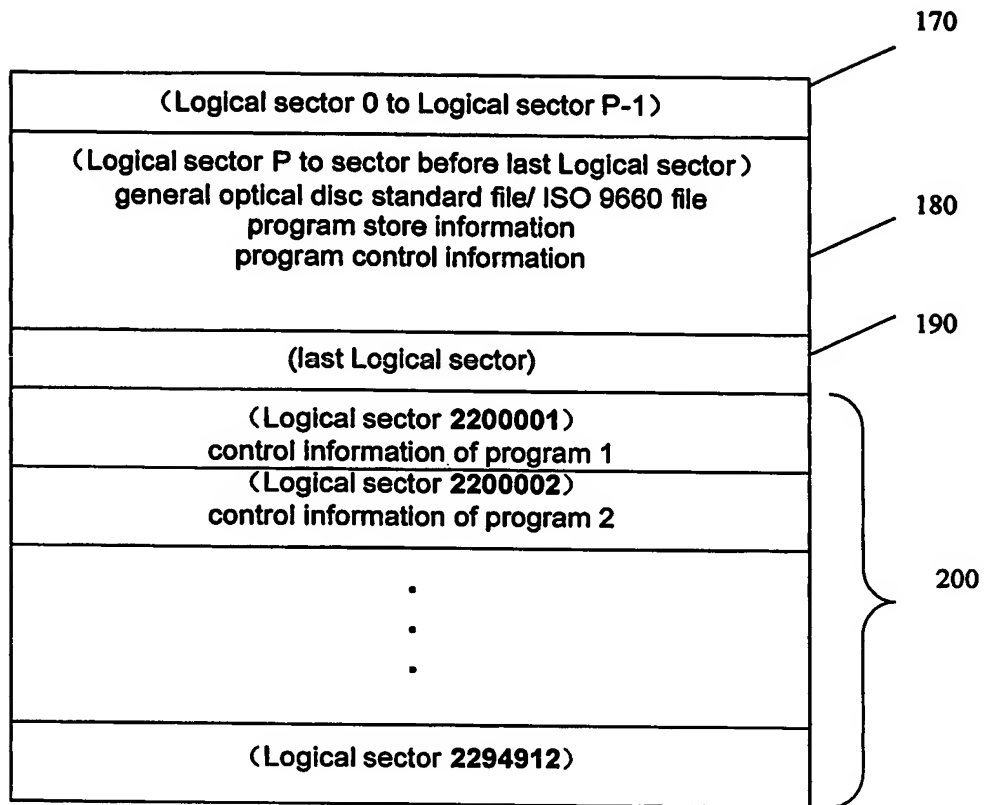 170
(Logical sector 0 to Logical sector P-1)
(Logical sector P to sector before last Logical sector)
general optical disc standard file/ ISO 9660 file
program store information
program control information
180
190
(last Logical sector)
(Logical sector 2200001)
control information of program 1
(Logical sector 2200002)
control information of program 2
200
(Logical sector 2294912)